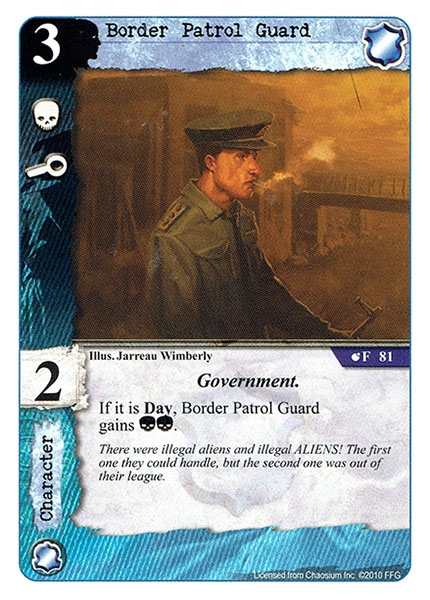 3
Border Patrol Guard
Illus. Jarreau Wimberly
F 81
2
Government.
If it is Day, Border Patrol Guard
gains .
There were illegal aliens and illegal ALIENS! The first
one they could handle, but the second one was out of
their league.
Character
Licensed from Chaosium Inc. ©2010 FFG